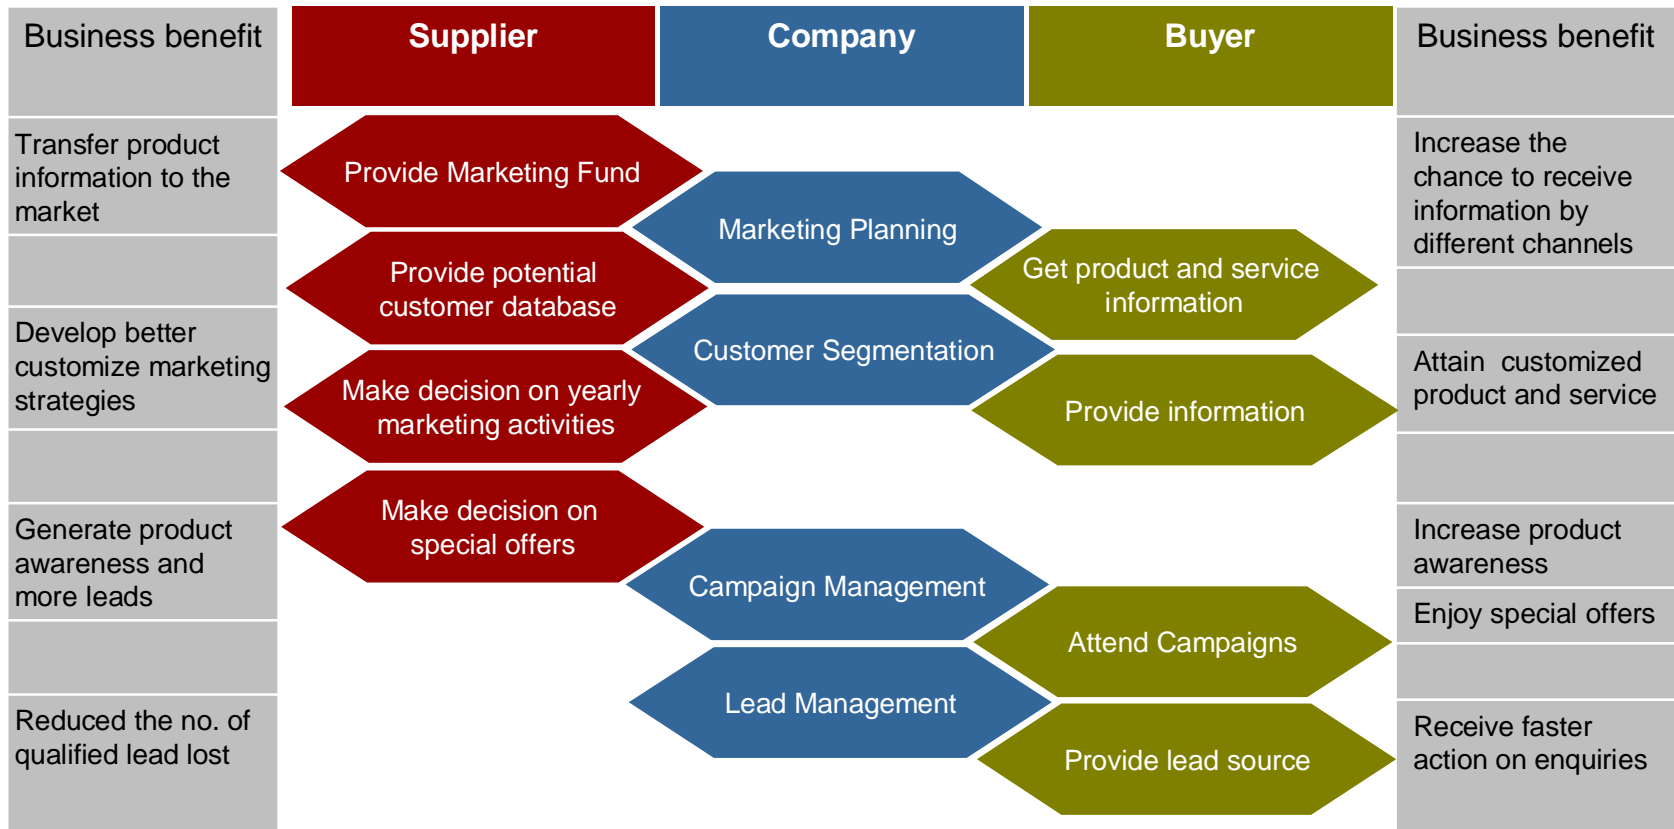 Business benefit
Supplier
Company
Buyer
Business benefit
Transfer product
information to the
market
Develop better
customize marketing
strategies
Generate product
awareness and
more leads
Reduced the no. of
qualified lead lost
Provide Marketing Fund
Provide potential
customer database
Make decision on yearly
marketing activities
Make decision on
special offers
Marketing Planning
Customer Segmentation
Campaign Management
Lead Management
Get product and service
information
Provide information
Attend Campaigns
Provide lead source
Increase the
chance to receive
information by
different channels
Attain customized
product and service
Increase product
awareness
Enjoy special offers
Receive faster
action on enquiries